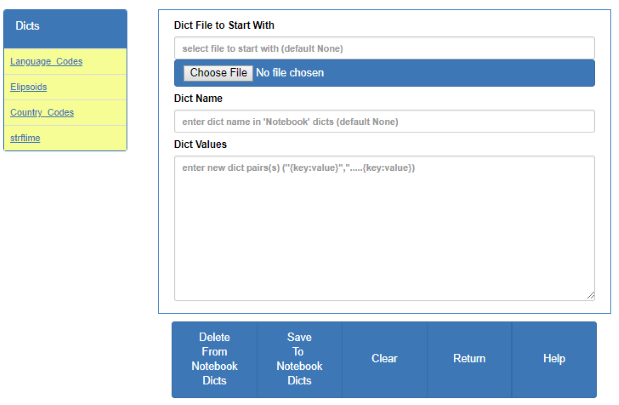 Dicts
Language_Codes
Elipsoids
Country_Codes
strftime
Dict File to Start With
select file to start with (default None)
Choose File No file chosen
Dict Name
enter dict name in 'Notebook' dicts (default None)
Dict Values
enter new dict pairs(s) ("{key:value}",".....{key:value})
Delete
From
Notebook
Dicts
Save
To
Notebook
Dicts
Clear
Return
Help